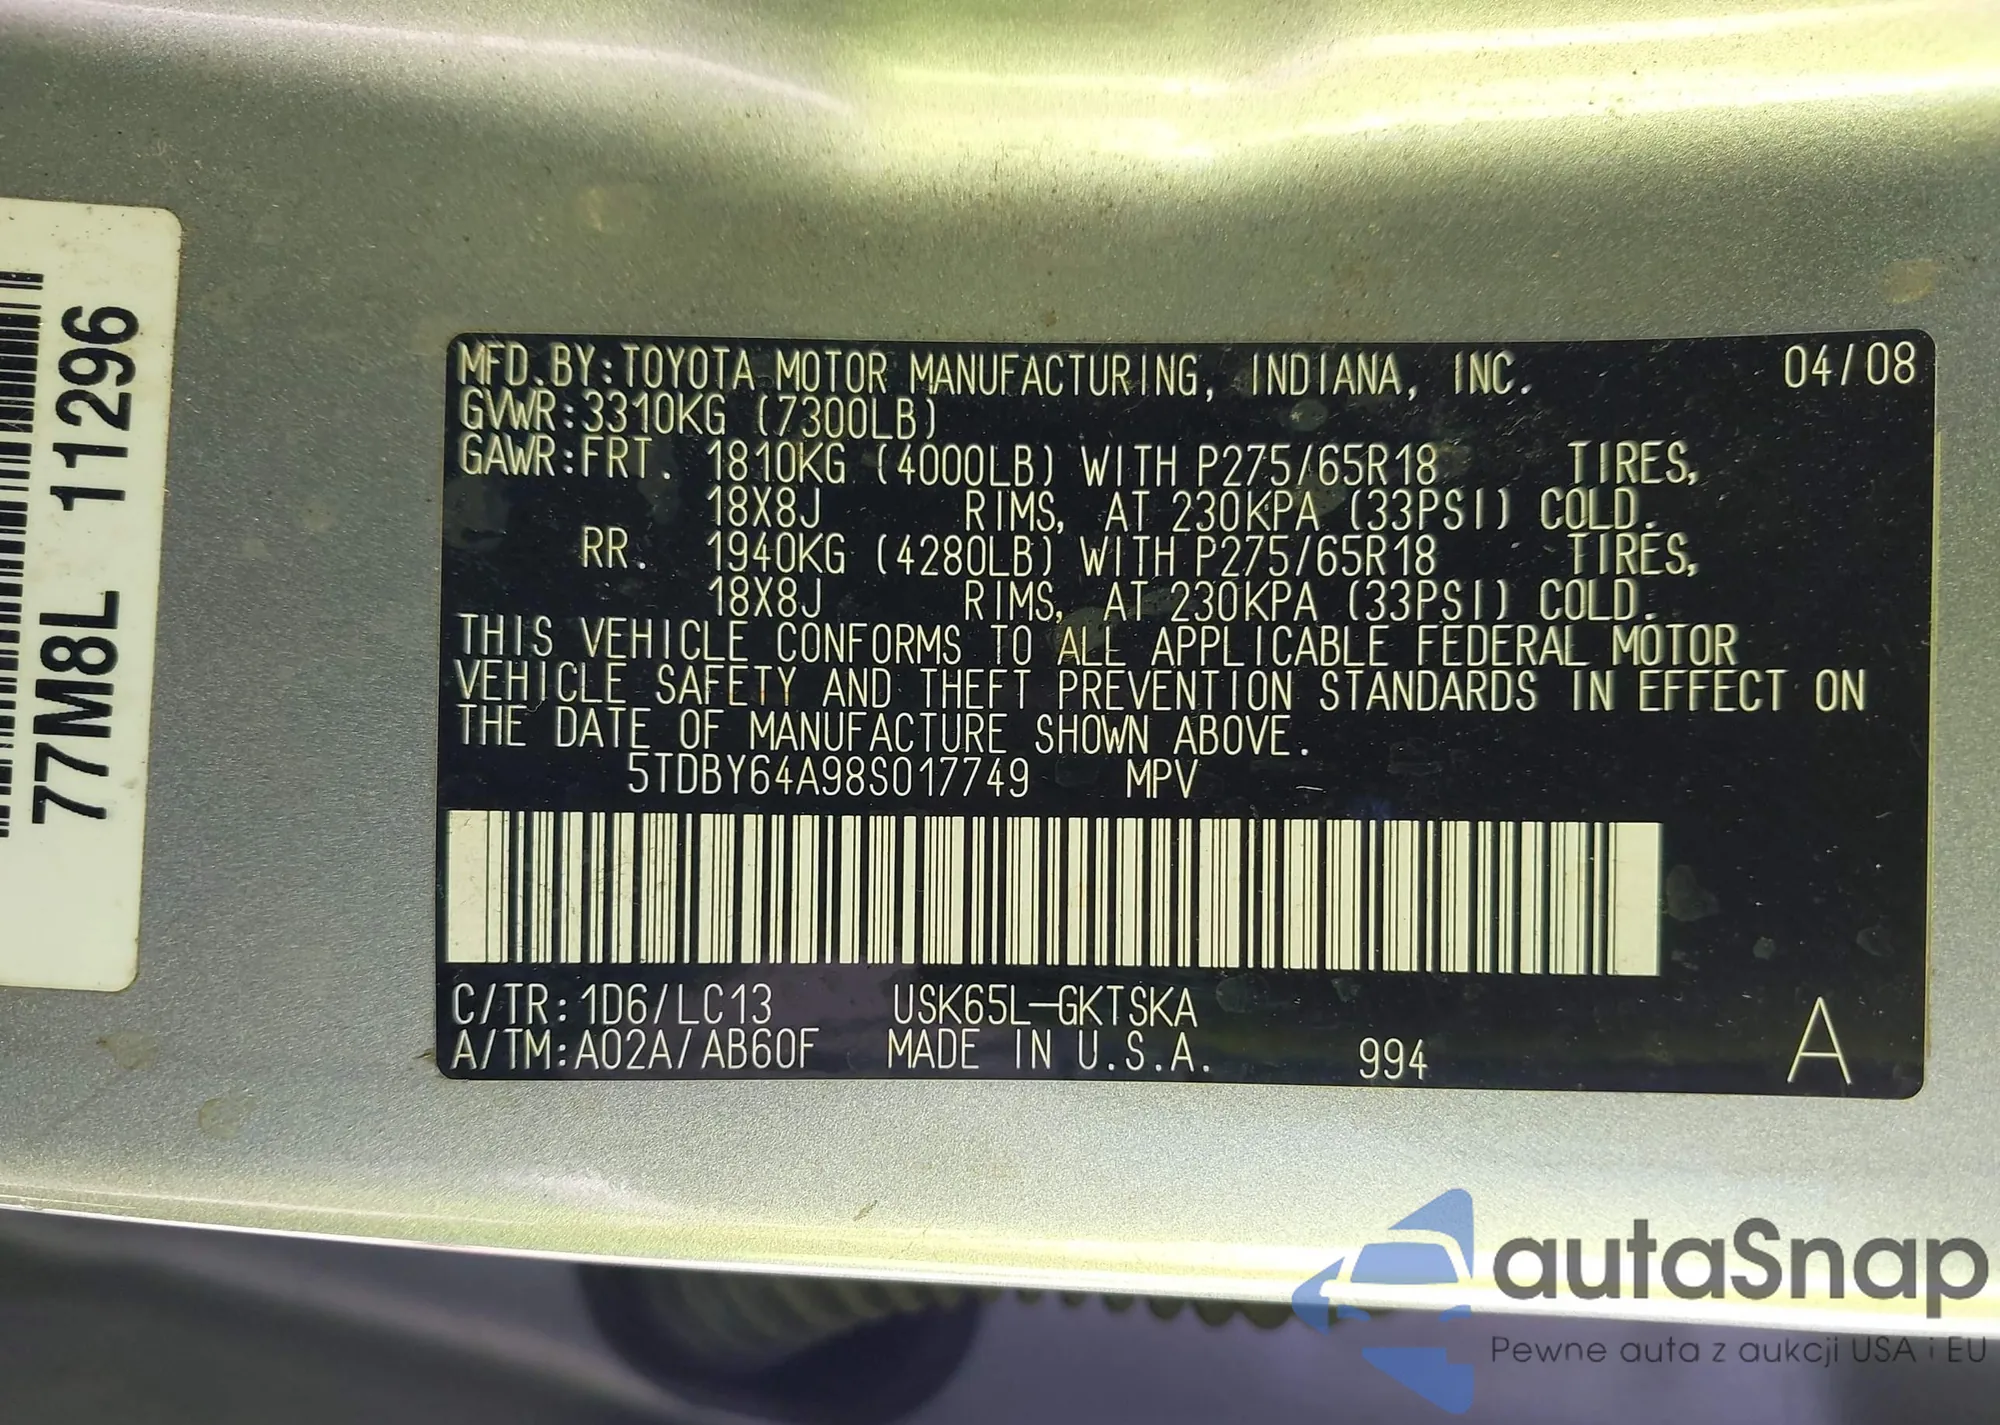 77M8L 11296
MFD.BY:TOYOTA MOTOR MANUFACTURING, INDIANA, INC. 04/08
GVWR:3310KG (7300LB)
GAWR:FRT. 1810KG (4000LB) WITH P275/65R18 TIRES,
18X8J RIMS, AT 230KPA (33PSI) COLD.
RR. 1940KG (4280LB) WITH P275/65R18 TIRES,
18X8J RIMS, AT 230KPA (33PSI) COLD.
THIS VEHICLE CONFORMS TO ALL APPLICABLE FEDERAL MOTOR
VEHICLE SAFETY AND THEFT PREVENTION STANDARDS IN EFFECT ON
THE DATE OF MANUFACTURE SHOWN ABOVE.
5TDBY64A98S017749 MPV
C/TR:1D6/LC13 USK65L-GKTSKA
A/TM:A02A/AB60F MADE IN U.S.A. 994 A
autaSnap
Pewne auta z aukcji USA i EU